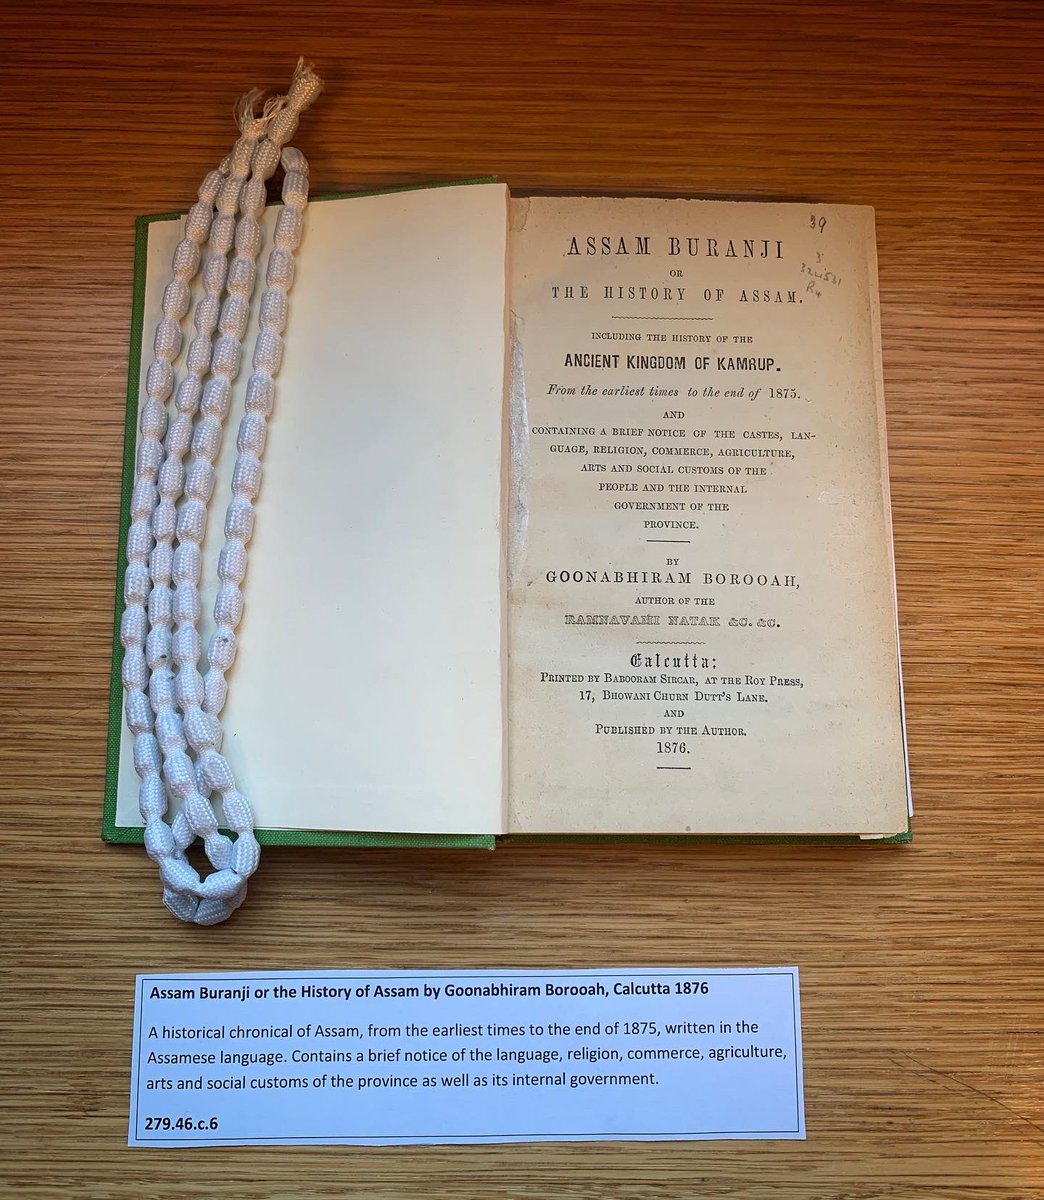 39
ASSAM BURANJI
OR
THE HISTORY OF ASSAM.
INCLUDING THE HISTORY OF THE
ANCIENT KINGDOM OF KAMRUP.
From the earliest times to the end of 1875.
AND
CONTAINING A BRIEF NOTICE OF THE CASTES, LAN-
GUAGE, RELIGION, COMMERCE, AGRICULTURE,
ARTS AND SOCIAL CUSTOMS OF THE
PEOPLE AND THE INTERNAL
GOVERNMENT OF THE
PROVINCE.
BY
GOONABHIRAM BOROOAH,
AUTHOR OF THE
RAMNAVAMI NATAK &C. &C.
Calcutta:
PRINTED BY BABOORAM SIRCAR, AT THE ROY PRESS,
17, BHOWANI CHURN DUTT'S LANE.
AND
PUBLISHED BY THE AUTHOR.
1876.
Assam Buranji or the History of Assam by Goonabhiram Borooah, Calcutta 1876
A historical chronical of Assam, from the earliest times to the end of 1875, written in the
Assamese language. Contains a brief notice of the language, religion, commerce, agriculture,
arts and social customs of the province as well as its internal government.
279.46.c.6